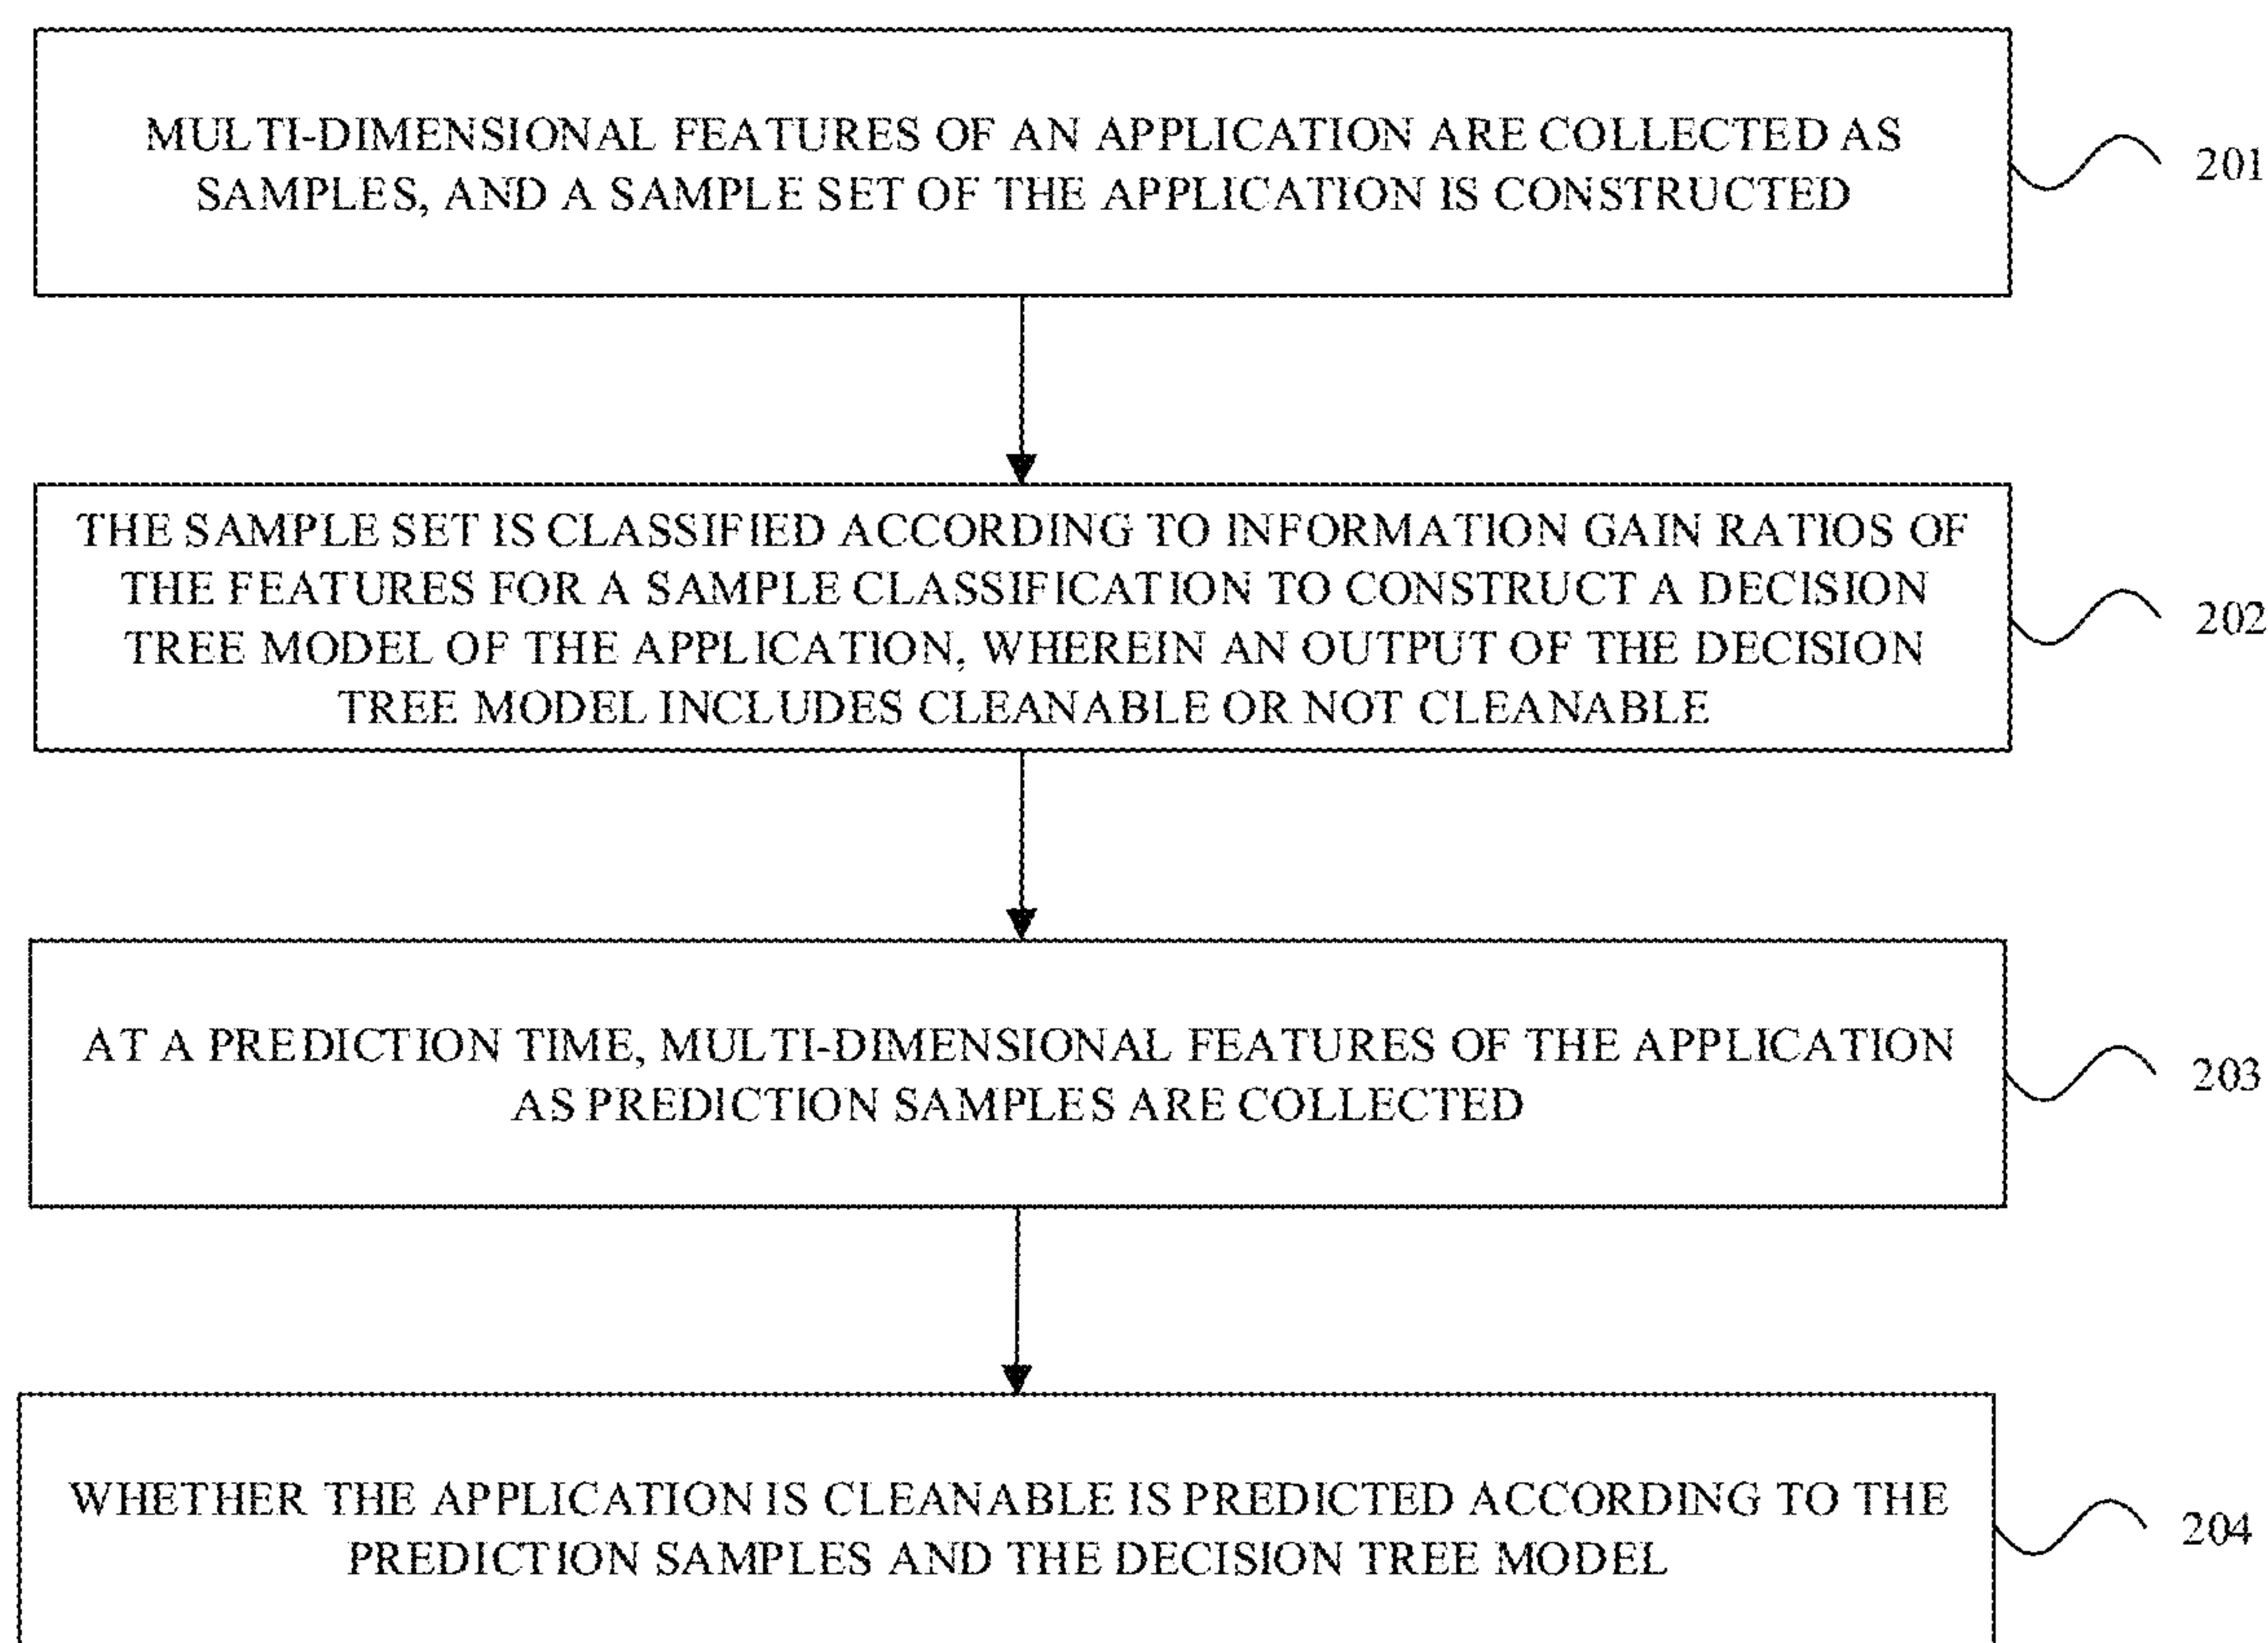 MULTI-DIMENSIONAL FEATURES OF AN APPLICATION ARE COLLECTED AS
SAMPLES, AND A SAMPLE SET OF THE APPLICATION IS CONSTRUCTED
201
THE SAMPLE SET IS CLASSIFIED ACCORDING TO INFORMATION GAIN RATIOS OF
THE FEATURES FOR A SAMPLE CLASSIFICATION TO CONSTRUCT A DECISION
TREE MODEL OF THE APPLICATION, WHEREIN AN OUTPUT OF THE DECISION
TREE MODEL INCLUDES CLEANABLE OR NOT CLEANABLE
202
AT A PREDICTION TIME, MULTI-DIMENSIONAL FEATURES OF THE APPLICATION
AS PREDICTION SAMPLES ARE COLLECTED
203
WHETHER THE APPLICATION IS CLEANABLE IS PREDICTED ACCORDING TO THE
PREDICTION SAMPLES AND THE DECISION TREE MODEL
204